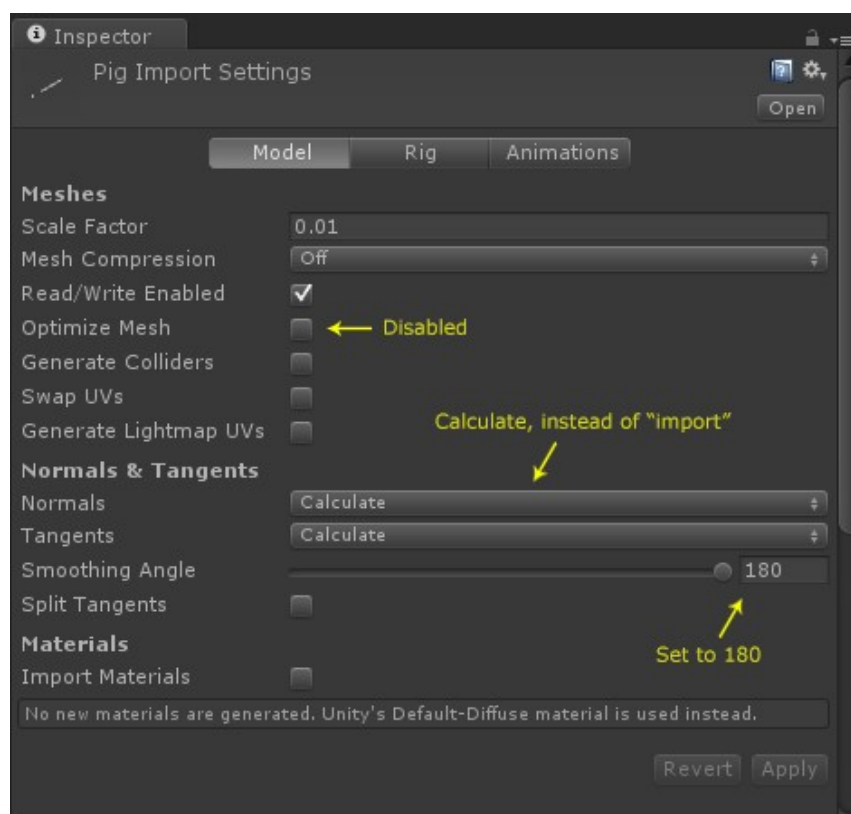 Inspector
Pig Import Settings
Open
Model Rig Animations
Meshes
Scale Factor 0.01
Mesh Compression Off
Read/Write Enabled
Optimize Mesh Disabled
Generate Colliders
Swap UVs
Calculate, instead of “import”
Generate Lightmap UVs
Normals & Tangents
Normals Calculate
Tangents Calculate
Smoothing Angle 180
Split Tangents
Materials
Set to 180
Import Materials
No new materials are generated. Unity's Default-Diffuse material is used instead.
Revert Apply